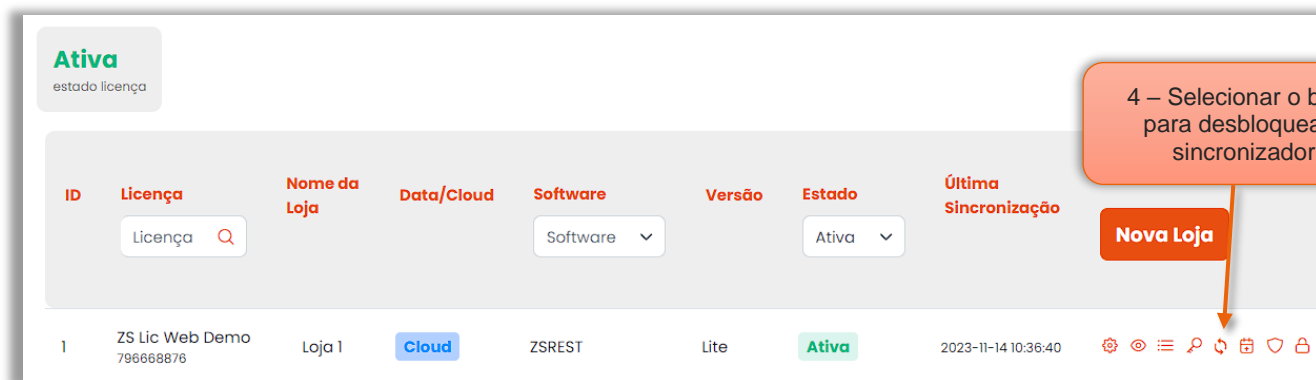 Ativa
estado licença
4 – Selecionar o
para
sincronizador
ID
Licença
Nome da
Loja
Data/Cloud
Software
Versão
Estado
Última
Sincronização
Licença
Software
Ativa
Nova Loja
1
ZS Lic Web Demo
796668876
Loja 1
Cloud
ZSREST
Lite
Ativa
2023-11-14 10:36:40